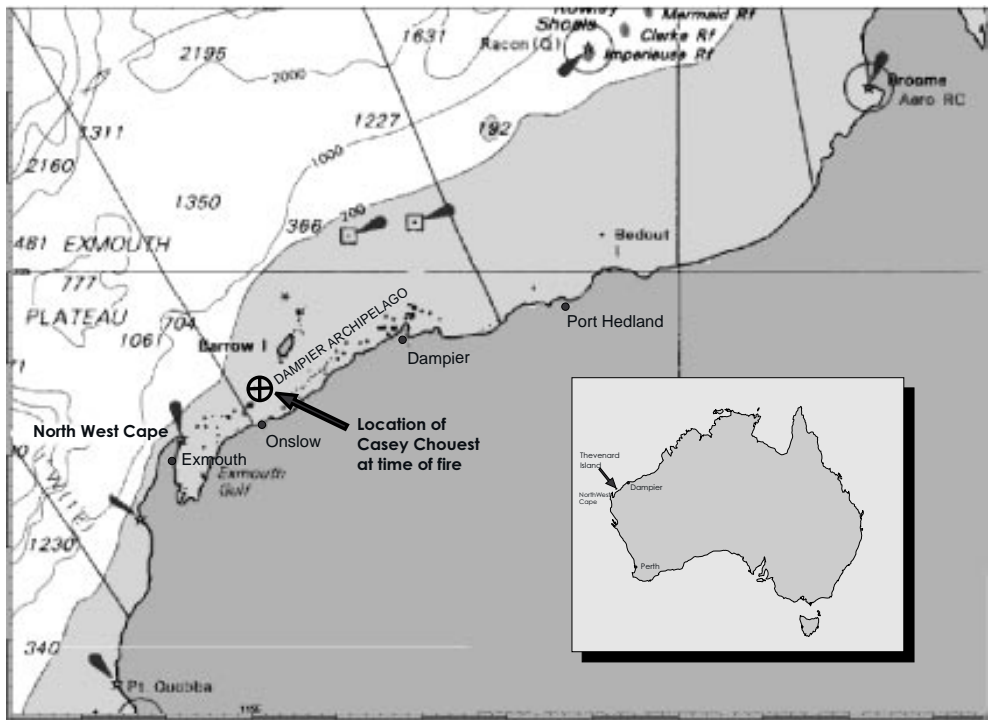 Rowley
Shoals
Mermaid Rf
Clerke Rf
Imperieuse Rf
Racon (Q)
1631
2195
2000
Broome
Aero RC
1311
1227
192
2160
1000
1350
366
200
481
EXMOUTH
PLATEAU
777
Bedout
I
704
1061
Barrow I
DAMPIER ARCHIPELAGO
Port Hedland
Dampier
North West Cape
Location of
Casey Chouest
at time of fire
Onslow
Exmouth
Exmouth
Gulf
1230
340
Pt. Quobba
115E
Thevenard
Island
Dampier
NorthWest
Cape
Perth